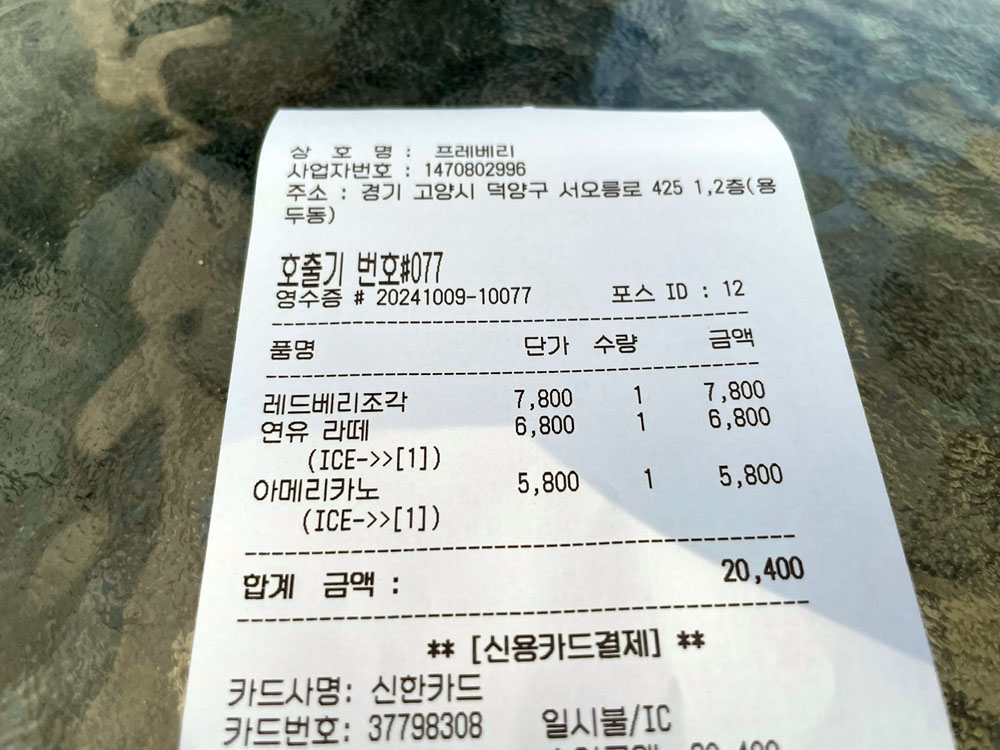 상 호 명 : 프레베리
사업자번호 : 1470802996
주소 : 경기 고양시 덕양구 서오릉로 425 1,2층(용
두동)
호출기 번호#077
영수증 # 20241009-10077 포스 ID : 12
품명 단가 수량 금액
레드베리조각 7,800 1 7,800
연유 라떼 6,800 1 6,800
(ICE->>[1])
아메리카노 5,800 1 5,800
(ICE->>[1])
합계 금액 : 20,400
** [신용카드결제] **
카드사명: 신한카드
카드번호: 37798308 일시불/IC